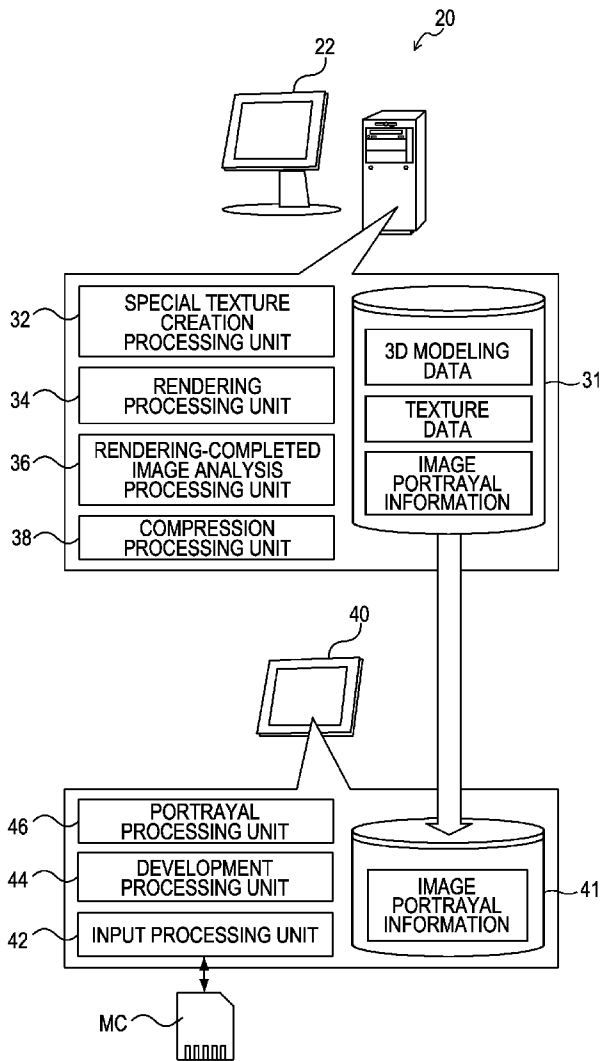 20
22
32
SPECIAL TEXTURE
CREATION
PROCESSING UNIT
34
RENDERING
PROCESSING UNIT
36
RENDERING-COMPLETED
IMAGE ANALYSIS
PROCESSING UNIT
38
COMPRESSION
PROCESSING UNIT
3D MODELING
DATA
TEXTURE
DATA
IMAGE
PORTRAYAL
INFORMATION
31
40
46
PORTRAYAL
PROCESSING UNIT
44
DEVELOPMENT
PROCESSING UNIT
42
INPUT PROCESSING UNIT
IMAGE
PORTRAYAL
INFORMATION
41
MC